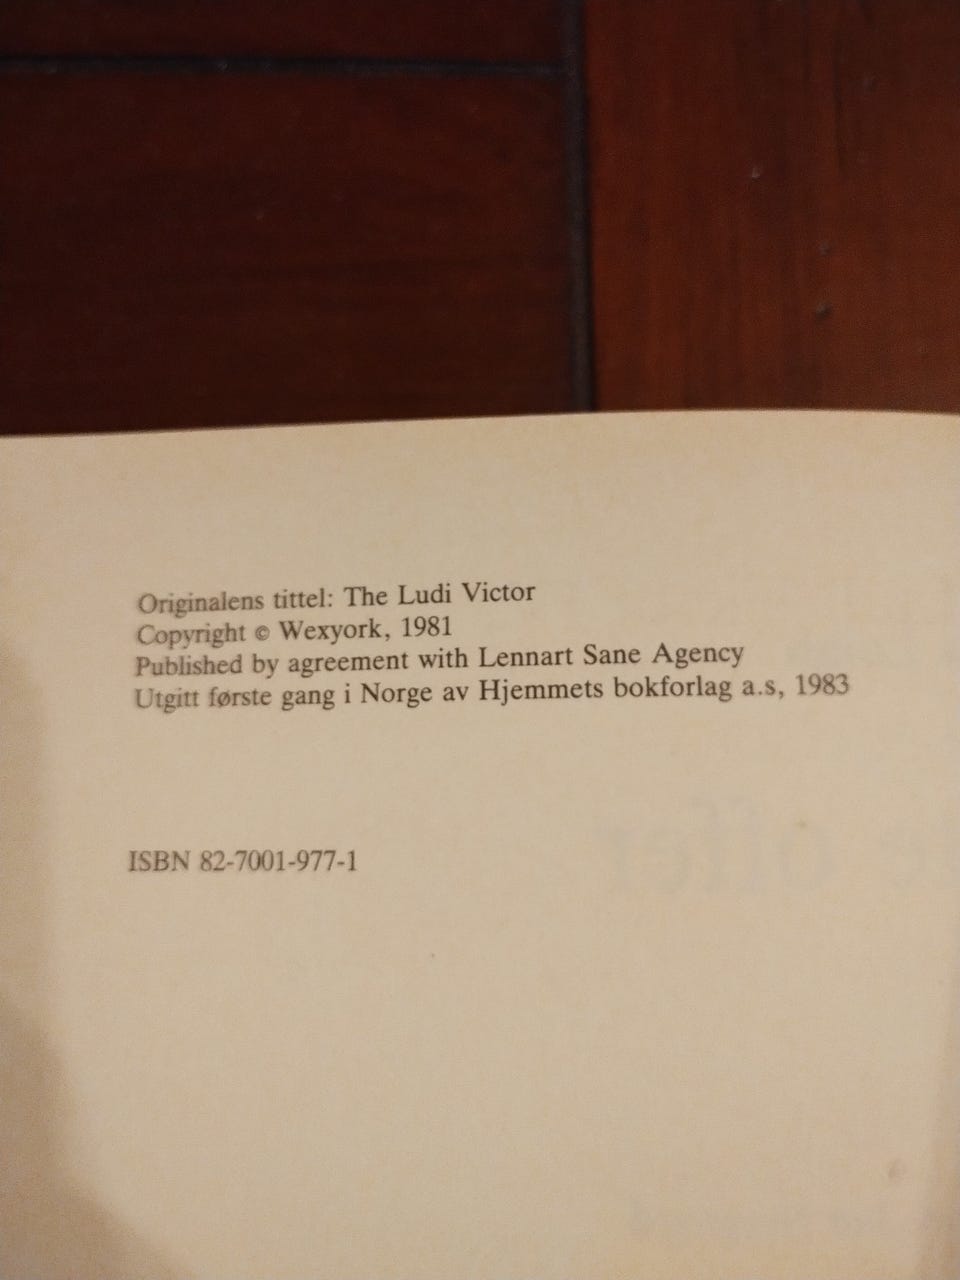 Originalens tittel: The Ludi Victor
Copyright © Wexyork, 1981
Published by agreement with Lennart Sane Agency
Utgitt første gang i Norge av Hjemmets bokforlag a.s, 1983
ISBN 82-7001-977-1